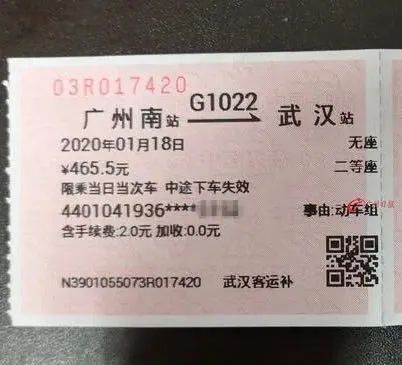 03R017420
广州南站 G1022 武汉站
2020年01月18日 无座
¥465.5元 二等座
限乘当日当次车 中途下车失效
4401041936**** 事由:动车组
含手续费:2.0元 加收:0.0元
N3901055073R017420 武汉客运补